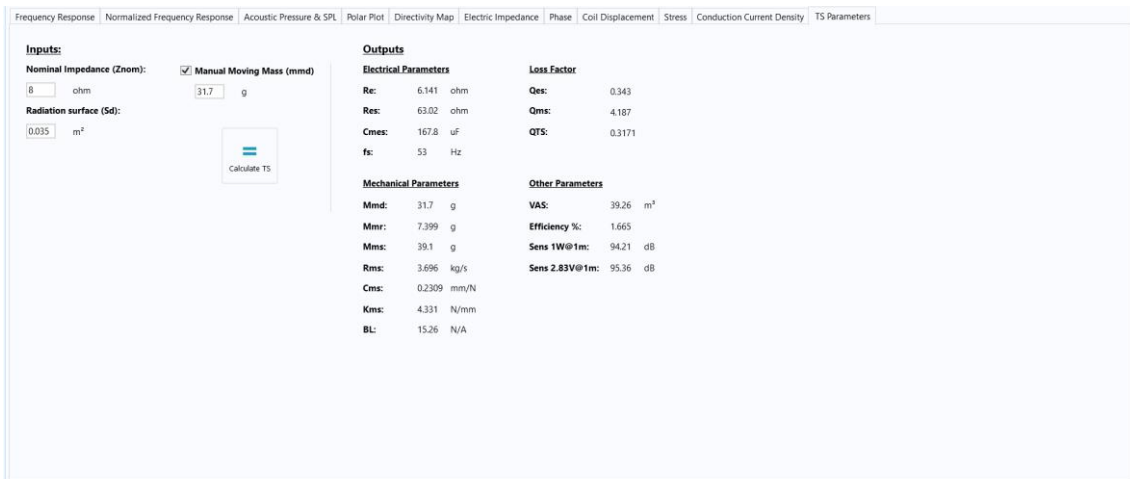 Frequency Response Normalized Frequency Response Acoustic Pressure & SPL Polar Plot Directivity Map Electric Impedance Phase Coil Displacement Stress Conduction Current Density TS Parameters
Inputs:
Nominal Impedance (Znom):
8 ohm
Radiation surface (Sd):
0.035 m²
Manual Moving Mass (mmd)
31.7 g
=
Calculate TS
Outputs
Electrical Parameters
Re: 6.141 ohm
Res: 63.02 ohm
Cmes: 167.8 uF
fs: 53 Hz
Loss Factor
Qes: 0.343
Qms: 4.187
QTS: 0.3171
Mechanical Parameters
Mmd: 31.7 g
Mmr: 7.399 g
Mms: 39.1 g
Rms: 3.696 kg/s
Cms: 0.2309 mm/N
Kms: 4.331 N/mm
BL: 15.26 N/A
Other Parameters
VAS: 39.26 m³
Efficiency %: 1.665
Sens 1W@1m: 94.21 dB
Sens 2.83V@1m: 95.36 dB